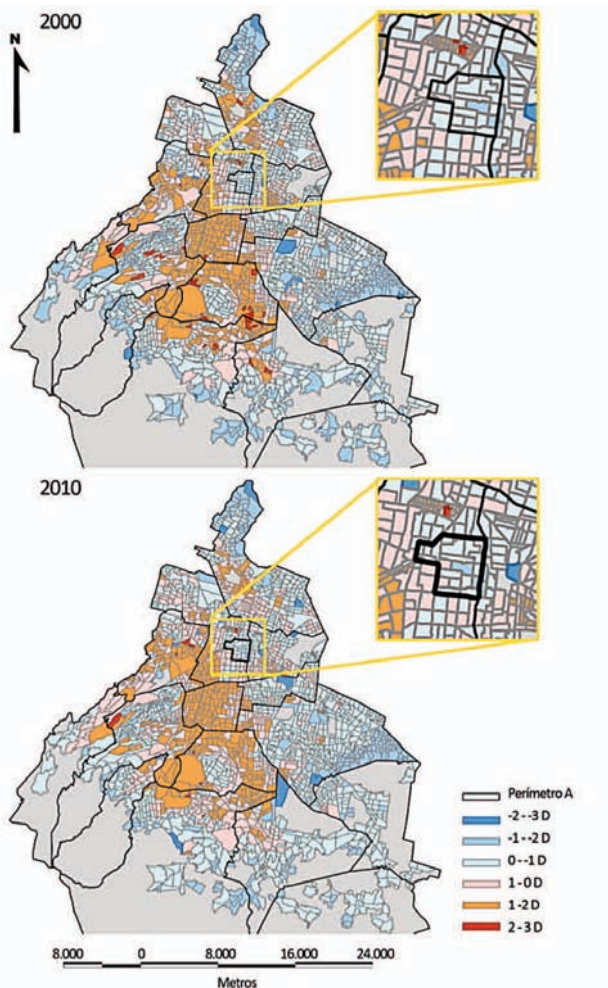 2000
N
2010
Perímetro A
-2--3 D
-1--2 D
0--1 D
1-0 D
1-2 D
2-3 D
8.000 0 8.000 16.000 24.000
Metros